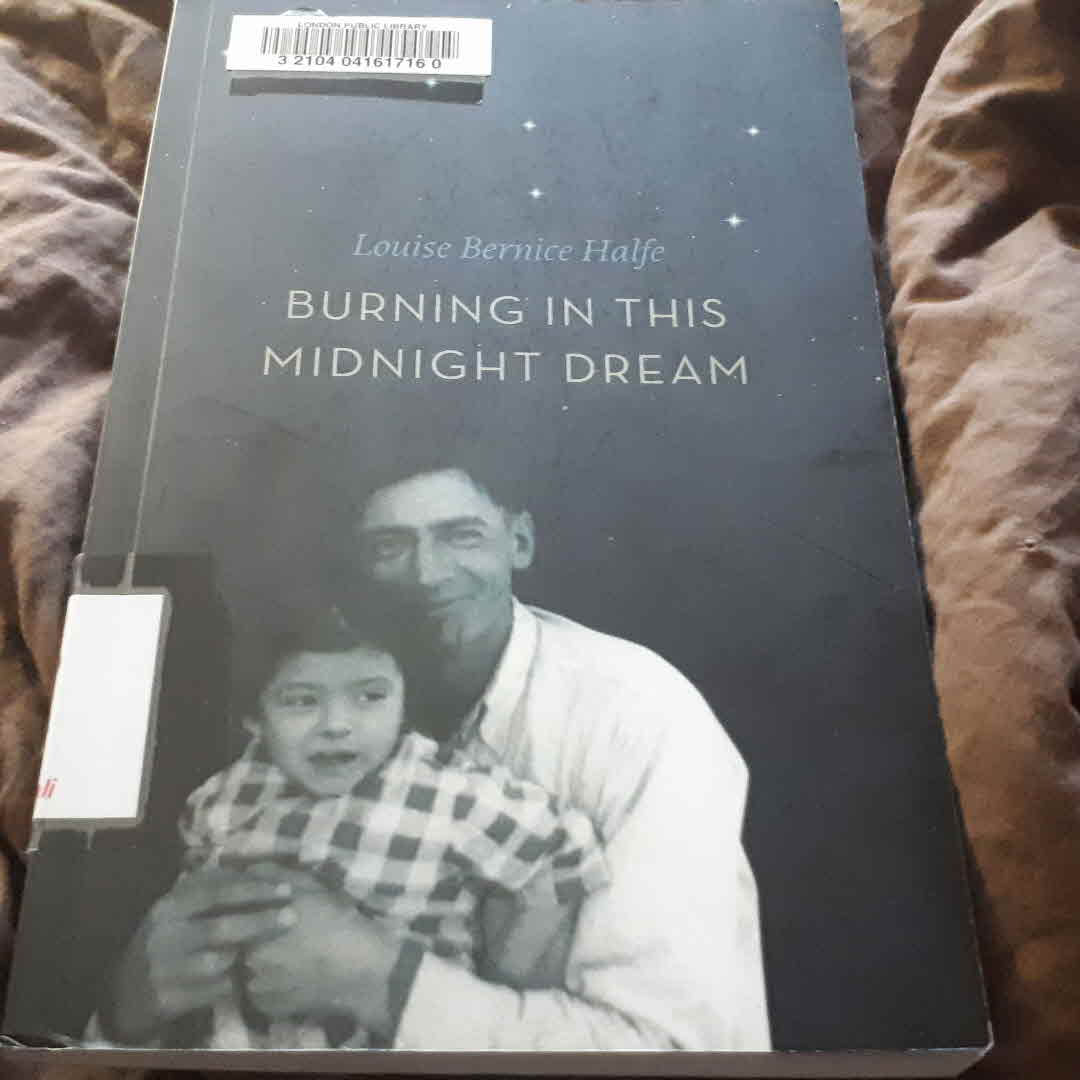 LONDON PUBLIC LIBRARY
3 2104 04161716 0
Louise Bernice Halfe
BURNING IN THIS
MIDNIGHT DREAM